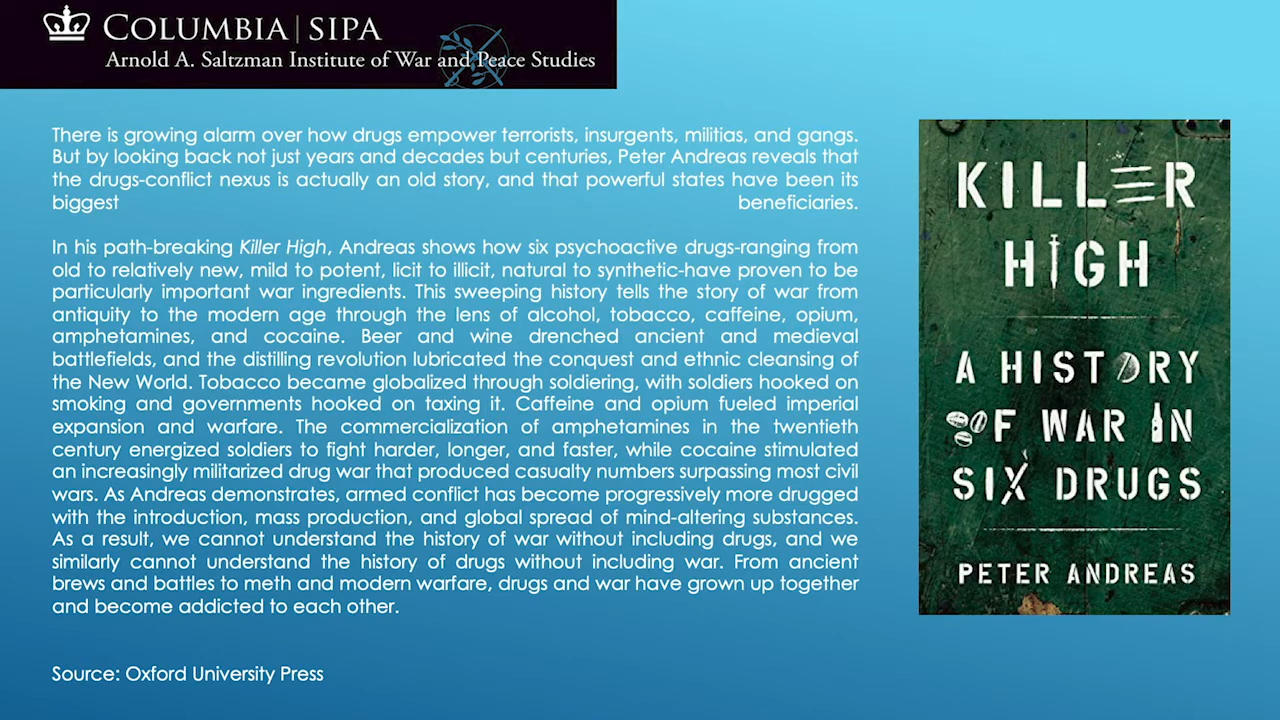 COLUMBIA | SIPA
Arnold A. Saltzman Institute of War and Peace Studies
There is growing alarm over how drugs empower terrorists, insurgents, militias, and gangs.
But by looking back not just years and decades but centuries, Peter Andreas reveals that
the drugs-conflict nexus is actually an old story, and that powerful states have been its
biggest beneficiaries.
In his path-breaking Killer High, Andreas shows how six psychoactive drugs-ranging from
old to relatively new, mild to potent, licit to illicit, natural to synthetic-have proven to be
particularly important war ingredients. This sweeping history tells the story of war from
antiquity to the modern age through the lens of alcohol, tobacco, caffeine, opium,
amphetamines, and cocaine. Beer and wine drenched ancient and medieval
battlefields, and the distilling revolution lubricated the conquest and ethnic cleansing of
the New World. Tobacco became globalized through soldiering, with soldiers hooked on
smoking and governments hooked on taxing it. Caffeine and opium fueled imperial
expansion and warfare. The commercialization of amphetamines in the twentieth
century energized soldiers to fight harder, longer, and faster, while cocaine stimulated
an increasingly militarized drug war that produced casualty numbers surpassing most civil
wars. As Andreas demonstrates, armed conflict has become progressively more drugged
with the introduction, mass production, and global spread of mind-altering substances.
As a result, we cannot understand the history of war without including drugs, and we
similarly cannot understand the history of drugs without including war. From ancient
brews and battles to meth and modern warfare, drugs and war have grown up together
and become addicted to each other.
Source: Oxford University Press
KILLER
HIGH
A HISTORY
OF WAR IN
SIX DRUGS
PETER ANDREAS